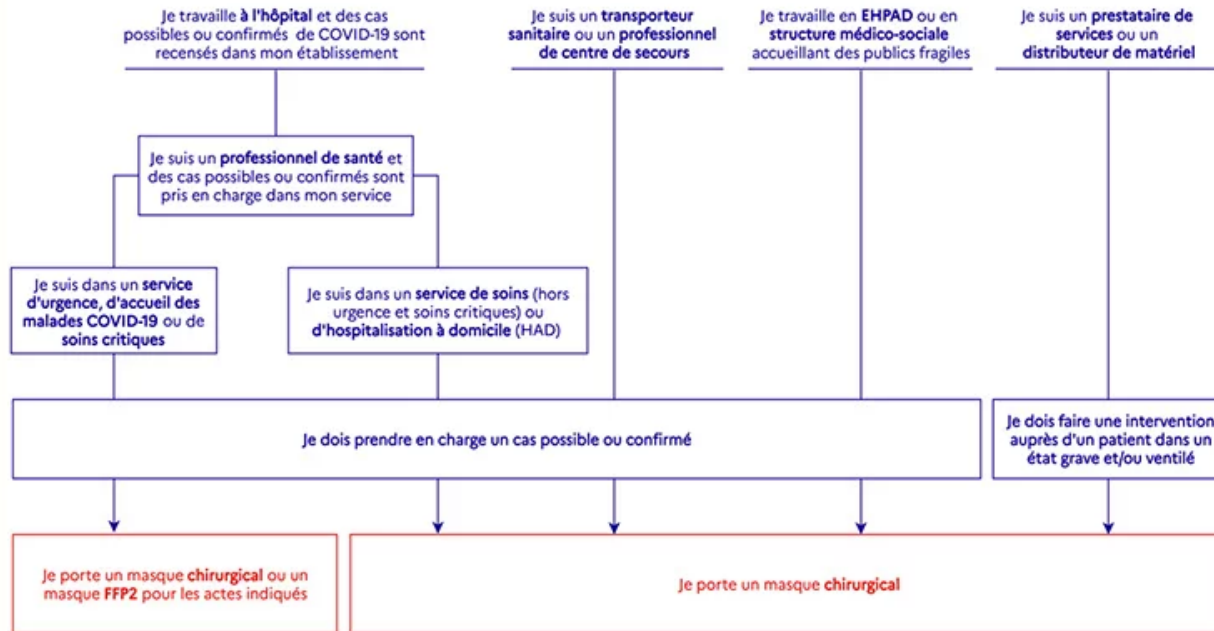 Je travaille à l'hôpital et des cas
possibles ou confirmés de COVID-19 sont
recensés dans mon établissement
Je suis un transporteur
sanitaire ou un professionnel
de centre de secours
Je travaille en EHPAD ou en
structure médico-sociale
accueillant des publics fragiles
Je suis un prestataire de
services ou un
distributeur de matériel
Je suis un professionnel de santé et
des cas possibles ou confirmés sont
pris en charge dans mon service
Je suis dans un service
d'urgence, d'accueil des
malades COVID-19 ou de
soins critiques
Je suis dans un service de soins (hors
urgence et soins critiques) ou
d'hospitalisation à domicile (HAD)
Je dois prendre en charge un cas possible ou confirmé
Je dois faire une intervention
auprès d'un patient dans un
état grave et/ou ventilé
Je porte un masque chirurgical ou un
masque FFP2 pour les actes indiqués
Je porte un masque chirurgical